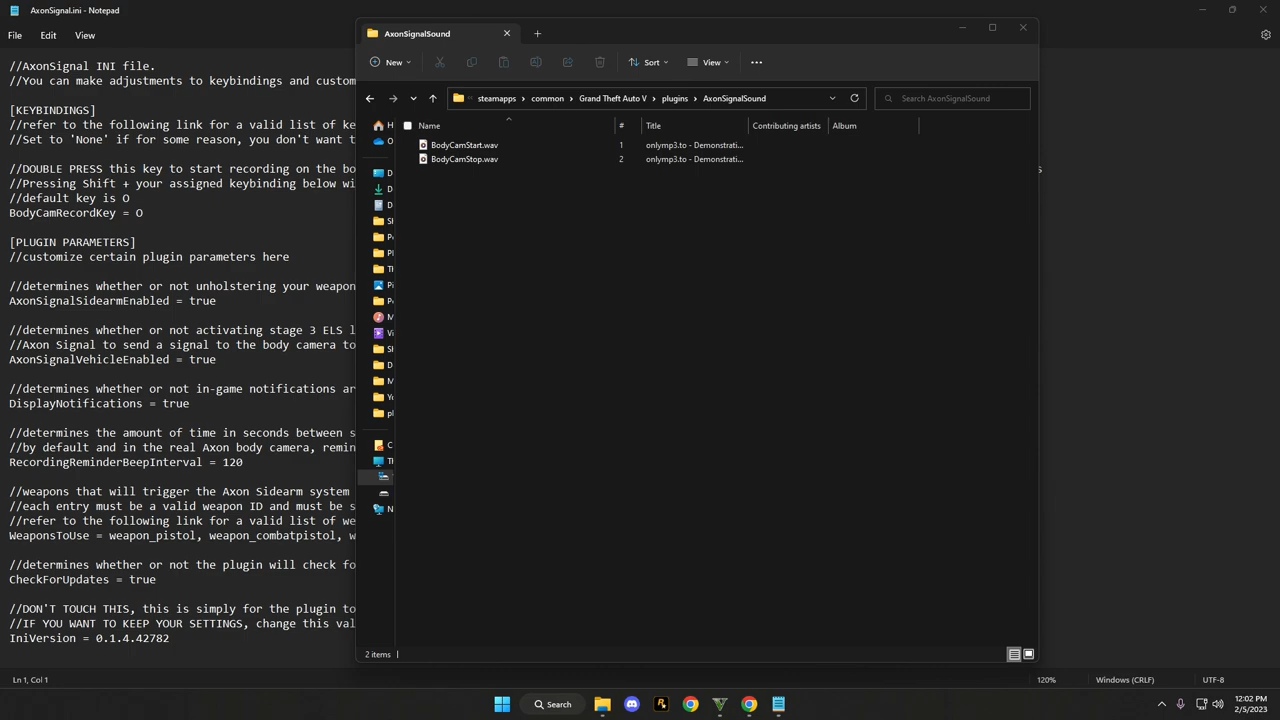 AxonSignal.ini - Notepad
File Edit View
//AxonSignal INI file.
//You can make adjustments to keybindings and custom
[KEYBINDINGS]
//refer to the following link for a valid list of ke
//Set to 'None' if for some reason, you don't want t
//DOUBLE PRESS this key to start recording on the bo
//Pressing Shift + your assigned keybinding below wi
//default key is O
BodyCamRecordKey = O
[PLUGIN PARAMETERS]
//customize certain plugin parameters here
//determines whether or not unholstering your weapon
AxonSignalSidearmEnabled = true
//determines whether or not activating stage 3 ELS l
//Axon Signal to send a signal to the body camera to
AxonSignalVehicleEnabled = true
//determines whether or not in-game notifications ar
DisplayNotifications = true
//determines the amount of time in seconds between s
//by default and in the real Axon body camera, remin
RecordingReminderBeepInterval = 120
//weapons that will trigger the Axon Sidearm system
//each entry must be a valid weapon ID and must be s
//refer to the following link for a valid list of we
WeaponsToUse = weapon_pistol, weapon_combatpistol, w
//determines whether or not the plugin will check fo
CheckForUpdates = true
//DON'T TOUCH THIS, this is simply for the plugin to
//IF YOU WANT TO KEEP YOUR SETTINGS, change this val
IniVersion = 0.1.4.42782
Ln 1, Col 1
120%
Windows (CRLF)
UTF-8
AxonSignalSound
New
Sort
View
steamapps > common > Grand Theft Auto V > plugins > AxonSignalSound
Search AxonSignalSound
Name # Title Contributing artists Album
BodyCamStart.wav 1 onlymp3.to - Demonstrati...
BodyCamStop.wav 2 onlymp3.to - Demonstrati...
H
O
D
D
D
Sl
P
Pl
Tl
Pi
P
M
Vi
Sl
D
M
Y
pl
C
Tl
N
2 items
s
Search
12:02 PM
2/5/2023